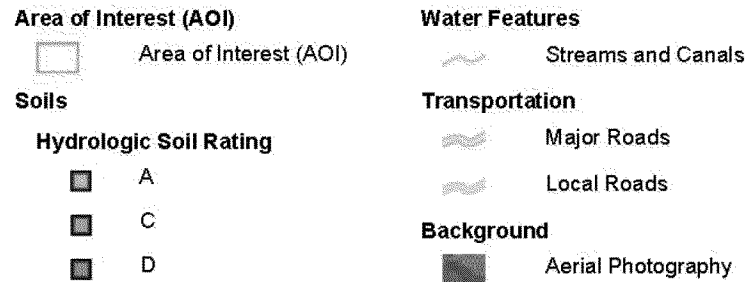 Area of Interest (AOI)
Area of Interest (AOI)
Soils
Hydrologic Soil Rating
A
C
D
Water Features
Streams and Canals
Transportation
Major Roads
Local Roads
Background
Aerial Photography